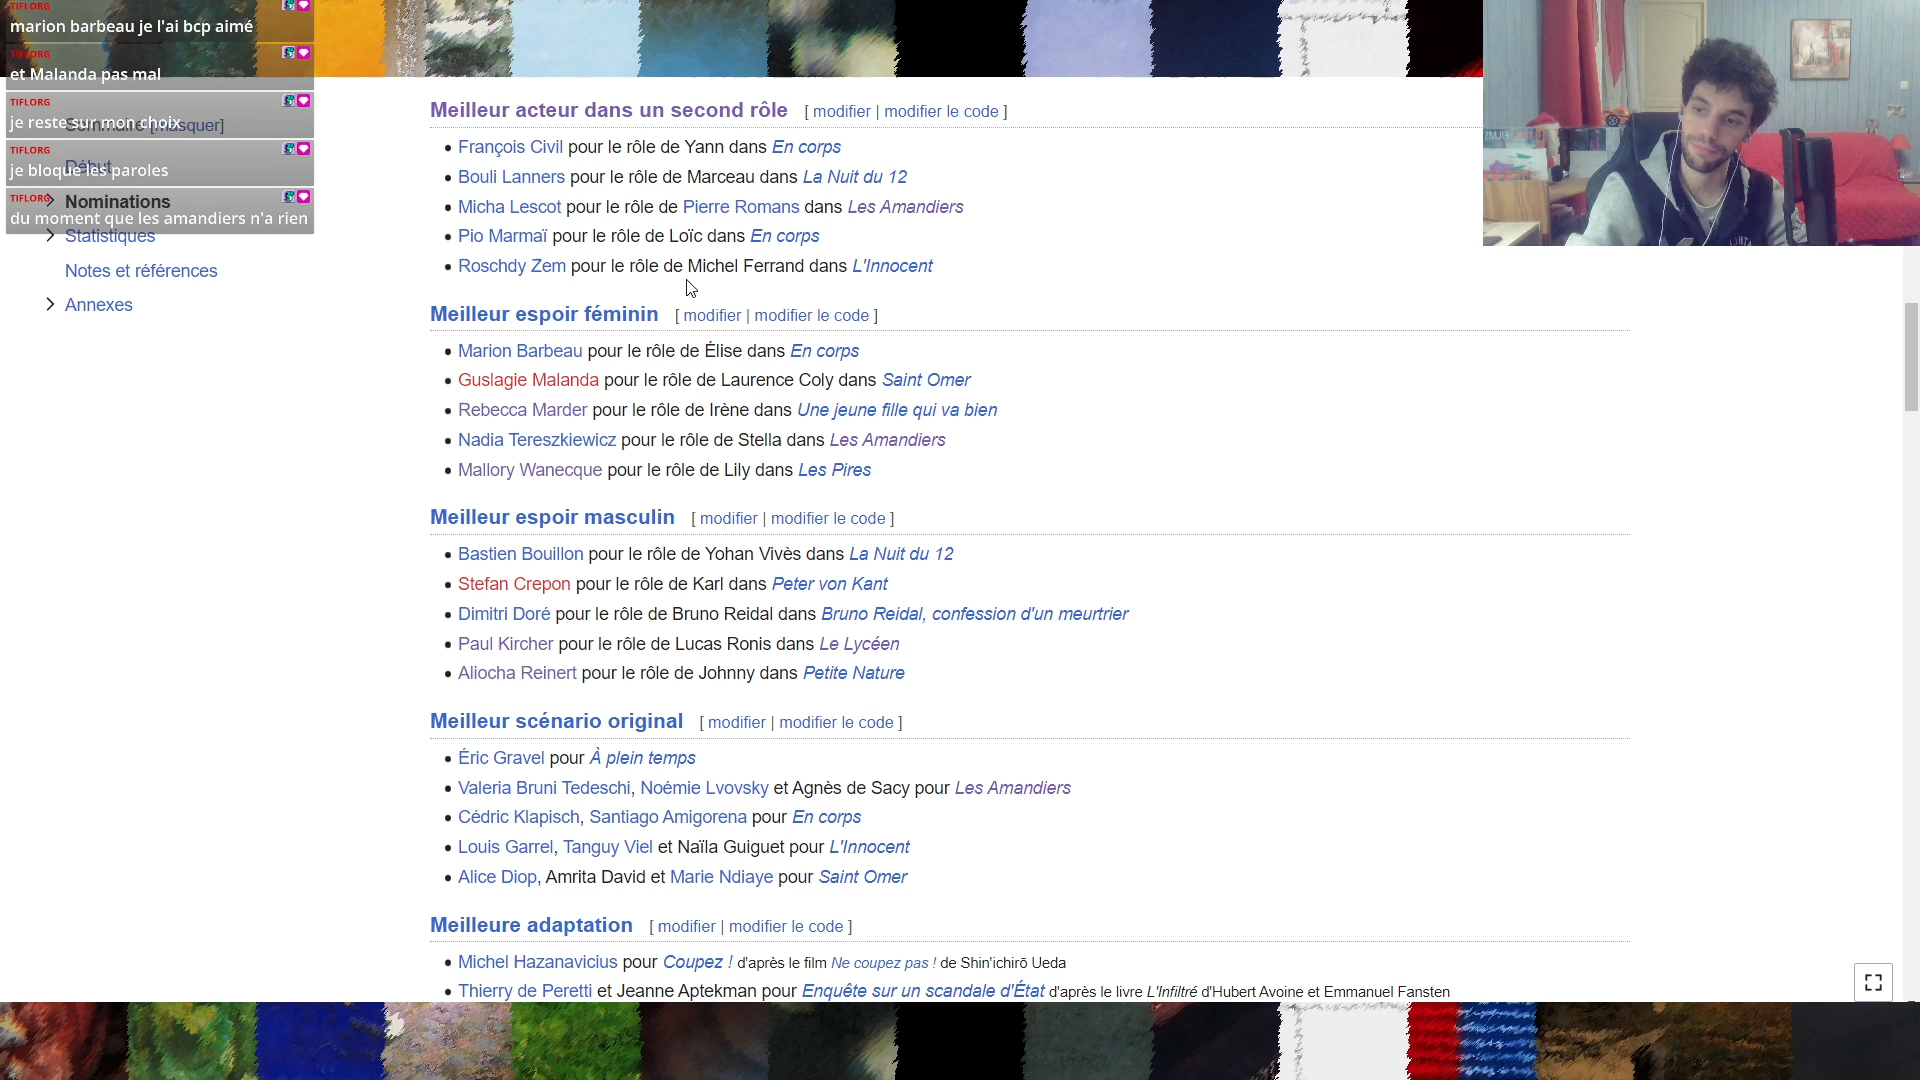 TIFLORG
marion barbeau je l'ai bcp aimé
TIFLORG
et Malanda pas mal
TIFLORG
je reste sur mon choix
Sommaire [masquer]
TIFLORG
je bloque les paroles
Début
TIFLORG
du moment que les amandiers n'a rien
Nominations
Statistiques
Notes et références
Annexes
Meilleur acteur dans un second rôle [ modifier | modifier le code ]
François Civil pour le rôle de Yann dans En corps
Bouli Lanners pour le rôle de Marceau dans La Nuit du 12
Micha Lescot pour le rôle de Pierre Romans dans Les Amandiers
Pio Marmaï pour le rôle de Loïc dans En corps
Roschdy Zem pour le rôle de Michel Ferrand dans L'Innocent
Meilleur espoir féminin [ modifier | modifier le code ]
Marion Barbeau pour le rôle de Élise dans En corps
Guslagie Malanda pour le rôle de Laurence Coly dans Saint Omer
Rebecca Marder pour le rôle de Irène dans Une jeune fille qui va bien
Nadia Tereszkiewicz pour le rôle de Stella dans Les Amandiers
Mallory Wanecque pour le rôle de Lily dans Les Pires
Meilleur espoir masculin [ modifier | modifier le code ]
Bastien Bouillon pour le rôle de Yohan Vivès dans La Nuit du 12
Stefan Crepon pour le rôle de Karl dans Peter von Kant
Dimitri Doré pour le rôle de Bruno Reidal dans Bruno Reidal, confession d'un meurtrier
Paul Kircher pour le rôle de Lucas Ronis dans Le Lycéen
Aliocha Reinert pour le rôle de Johnny dans Petite Nature
Meilleur scénario original [ modifier | modifier le code ]
Éric Gravel pour À plein temps
Valeria Bruni Tedeschi, Noémie Lvovsky et Agnès de Sacy pour Les Amandiers
Cédric Klapisch, Santiago Amigorena pour En corps
Louis Garrel, Tanguy Viel et Naïla Guiguet pour L'Innocent
Alice Diop, Amrita David et Marie Ndiaye pour Saint Omer
Meilleure adaptation [ modifier | modifier le code ]
Michel Hazanavicius pour Coupez ! d'après le film Ne coupez pas ! de Shin'ichirō Ueda
Thierry de Peretti et Jeanne Aptekman pour Enquête sur un scandale d'État d'après le livre L'Infiltré d'Hubert Avoine et Emmanuel Fansten